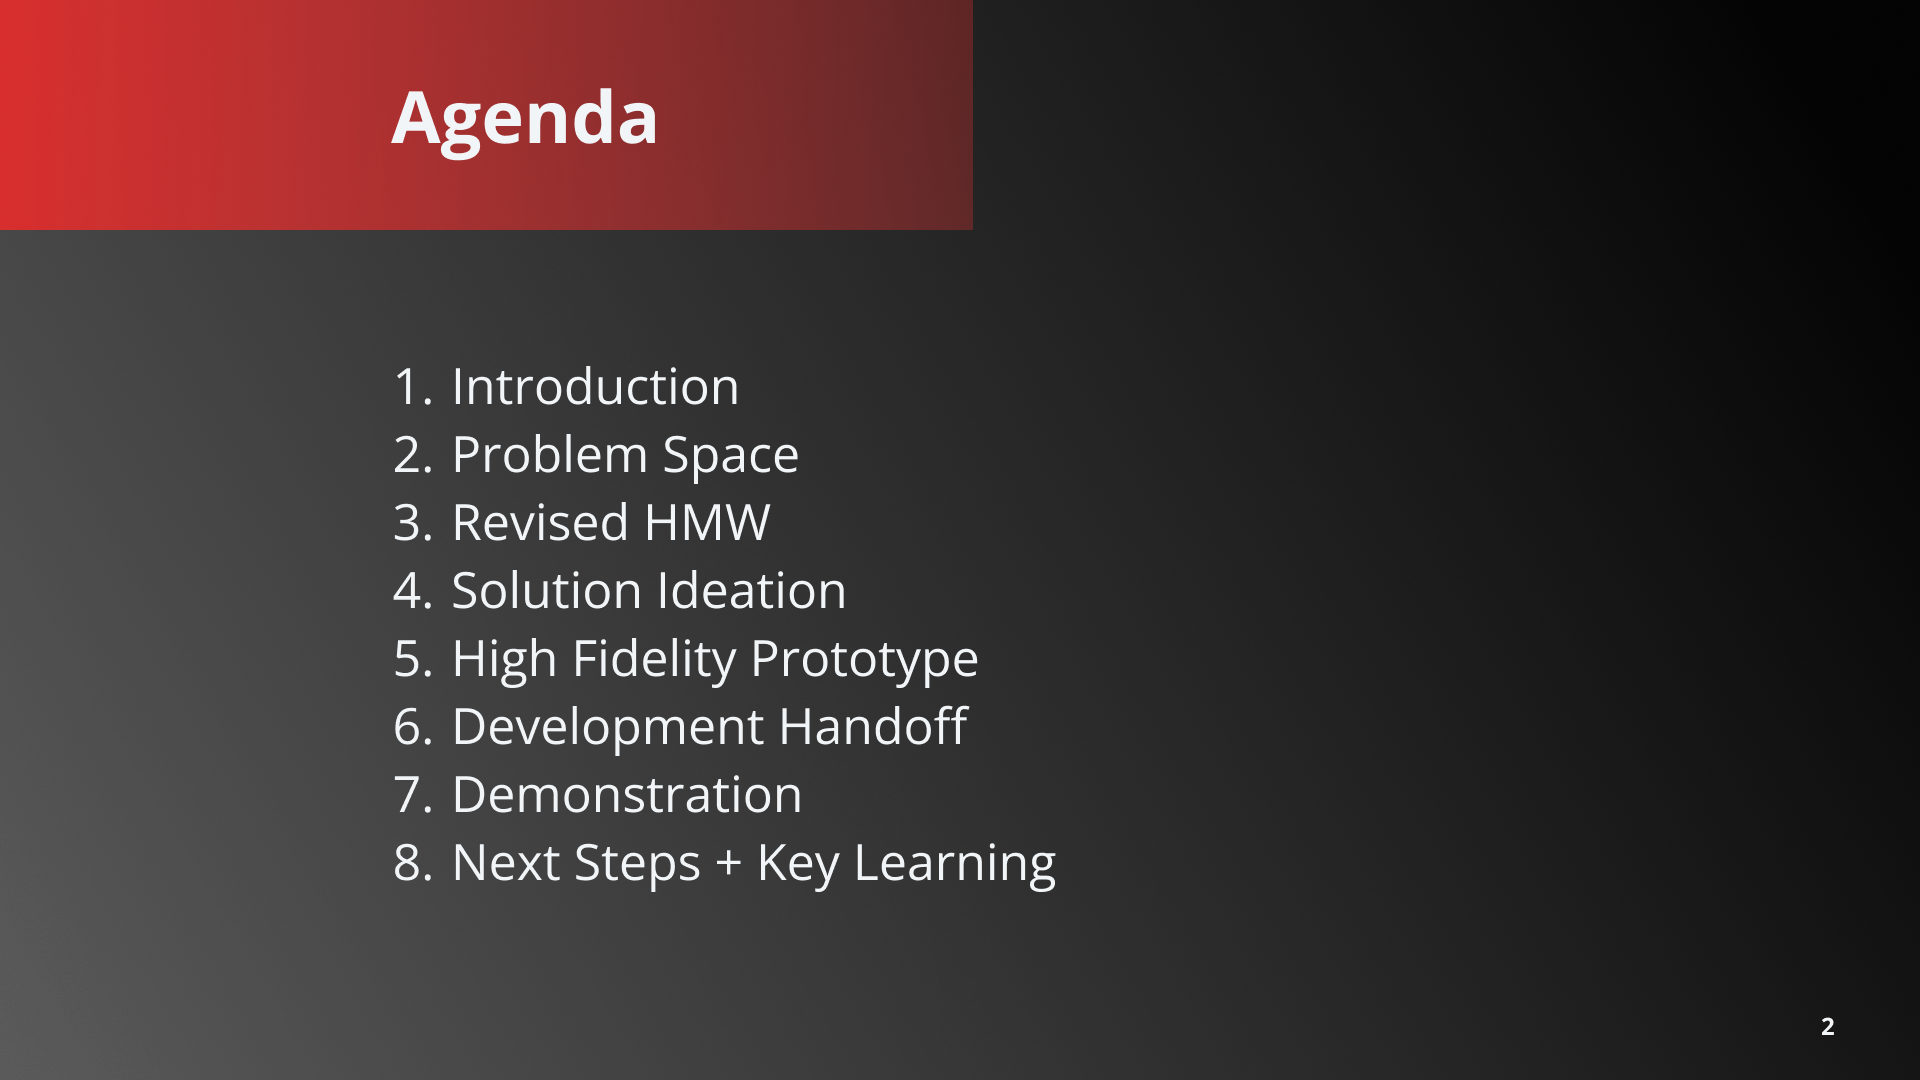 Agenda
1. Introduction
2. Problem Space
3. Revised HMW
4. Solution Ideation
5. High Fidelity Prototype
6. Development Handoff
7. Demonstration
8. Next Steps + Key Learning
2